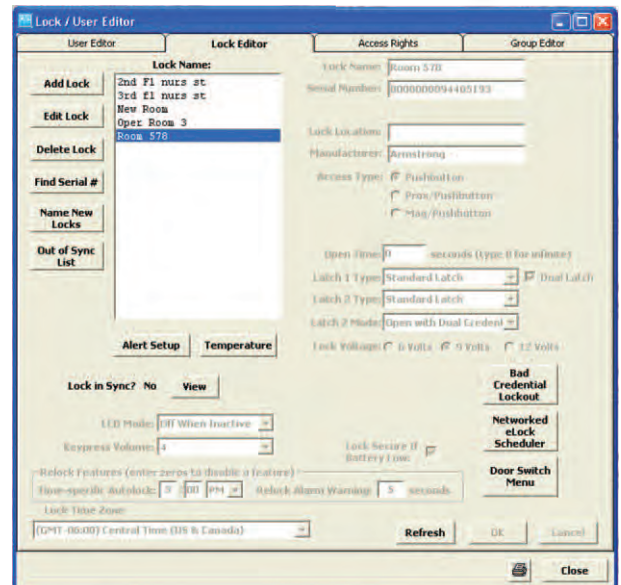 Lock / User Editor
User Editor
Lock Editor
Access Rights
Group Editor
Lock Name:
Add Lock
Edit Lock
Delete Lock
Find Serial #
Name New
Locks
Out of Sync
List
2nd Fl nurs st
3rd fl nurs st
New Room
Oper Room 3
Room 578
Alert Setup
Temperature
Lock in Sync? No
View
LCD Mode: Off When Inactive
Keypress Volume: 4
Lock Name: Room 578
Serial Number:
Lock Location:
Manufacturer: Armstrong
Access Type: Pushbutton
Prox/Pushbutton
Mag/Pushbutton
Open Time: 0 seconds (type 0 for infinite)
Latch 1 Type: Standard Latch
Dual Latch
Latch 2 Type: Standard Latch
Latch 2 Mode: Open with Dual Credent
Lock Voltage: 6 Volts 9 Volts 12 Volts
Bad
Credential
Lockout
Networked
eLock
Scheduler
Door Switch
Menu
Lock Secure If
Battery Low:
Relock Features (enter zeros to disable a feature)
Time-specific Autolock: : 00 PM
Relock Alarm Warning: 5 seconds
Lock Time Zone
(GMT-06:00) Central Time (US & Canada)
Refresh
OK
Cancel
Close